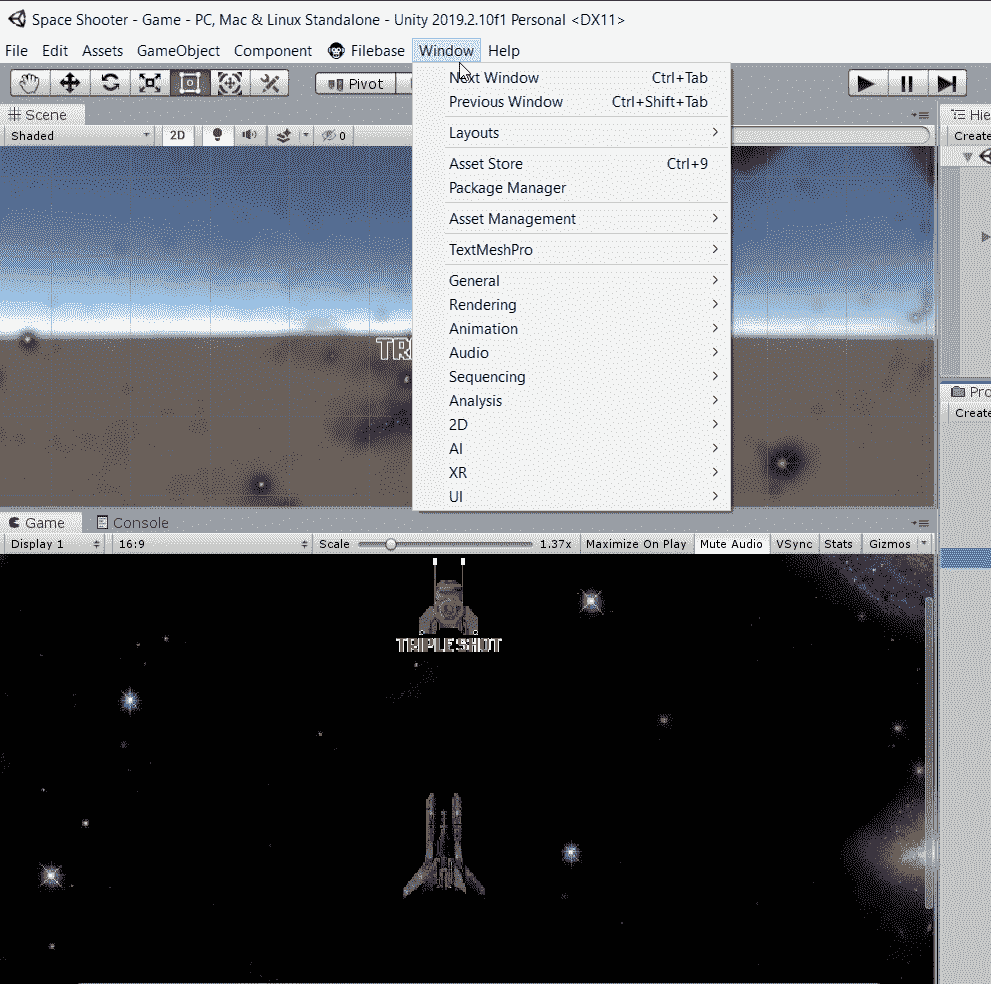 Space Shooter - Game - PC, Mac & Linux Standalone - Unity 2019.2.10f1 Personal <DX11>
File Edit Assets GameObject Component Filebase Window Help
Pivot
Next Window Ctrl+Tab
Previous Window Ctrl+Shift+Tab
Layouts
Asset Store Ctrl+9
Package Manager
Asset Management
TextMeshPro
General
Rendering
Animation
Audio
Sequencing
Analysis
2D
AI
XR
UI
Scene
Shaded 2D 0
TRI
Hie
Create
Pro
Create
Game Console
Display 1 16:9 Scale 1.37x Maximize On Play Mute Audio VSync Stats Gizmos
TRIPLESHOT